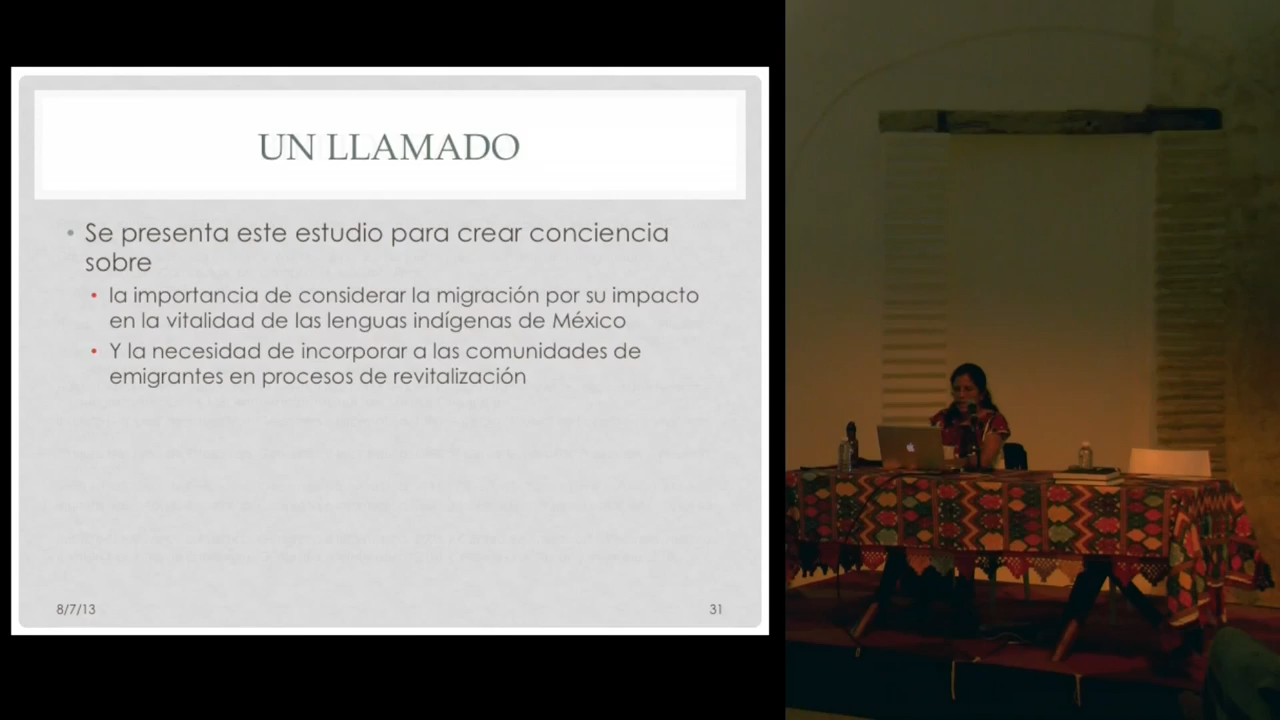 UN LLAMADO
• Se presenta este estudio para crear conciencia
sobre
• la importancia de considerar la migración por su impacto
en la vitalidad de las lenguas indígenas de México
• Y la necesidad de incorporar a las comunidades de
emigrantes en procesos de revitalización
8/7/13
31